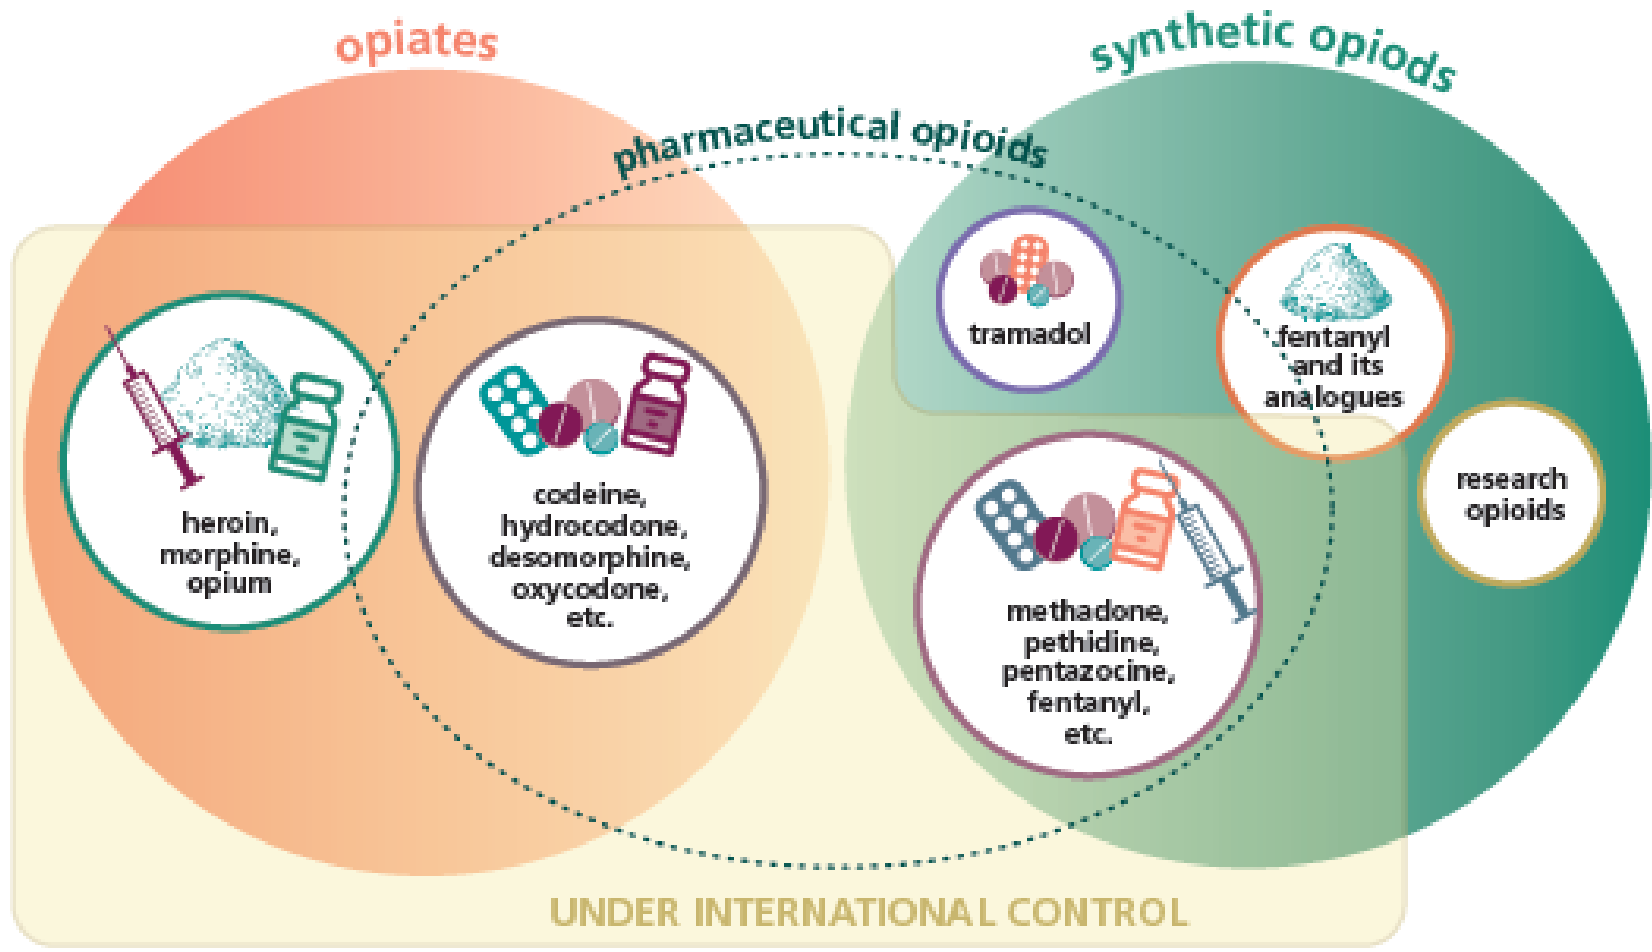 opiates
synthetic opiods
pharmaceutical opioids
tramadol
fentanyl
and its
analogues
heroin,
morphine,
opium
codeine,
hydrocodone,
desomorphine,
oxycodone,
etc.
research
opioids
methadone,
pethidine,
pentazocine,
fentanyl,
etc.
UNDER INTERNATIONAL CONTROL